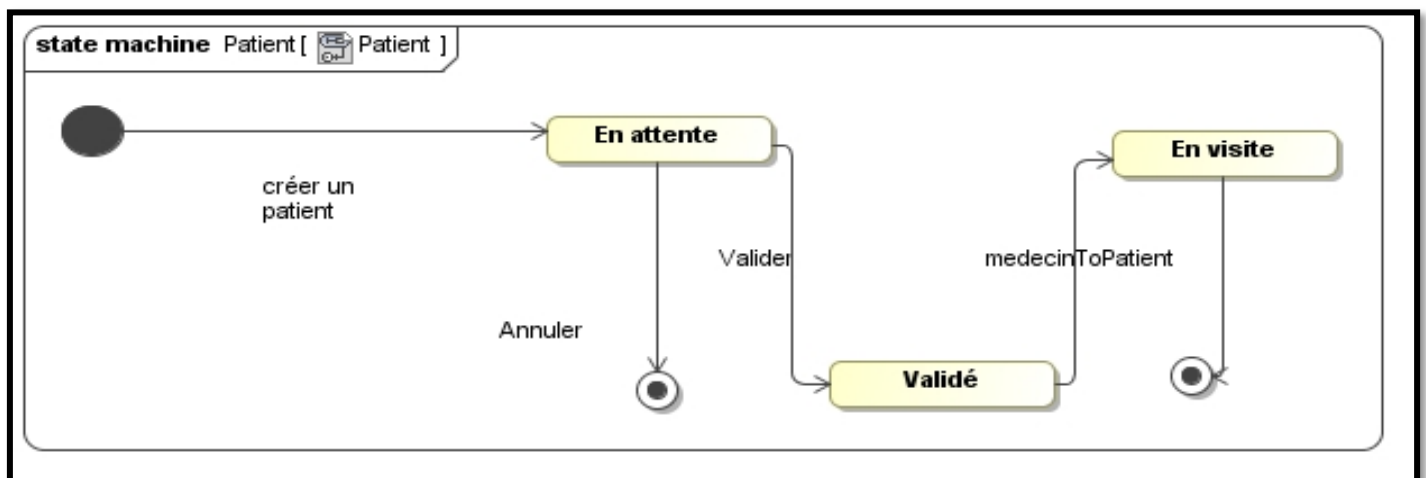 state machine Patient [ Patient ]
En attente
En visite
créer un
patient
Valider
medecinToPatient
Annuler
Validé